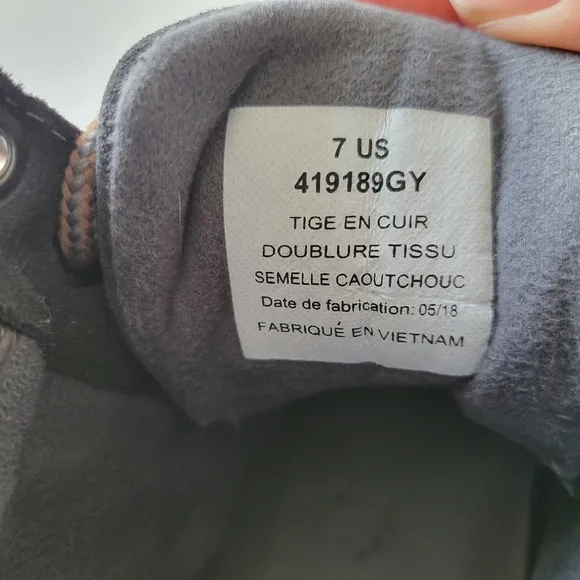 7 US
419189GY
TIGE EN CUIR
DOUBLURE TISSU
SEMELLE CAOUTCHOUC
Date de fabrication: 05/18
FABRIQUÉ EN VIETNAM